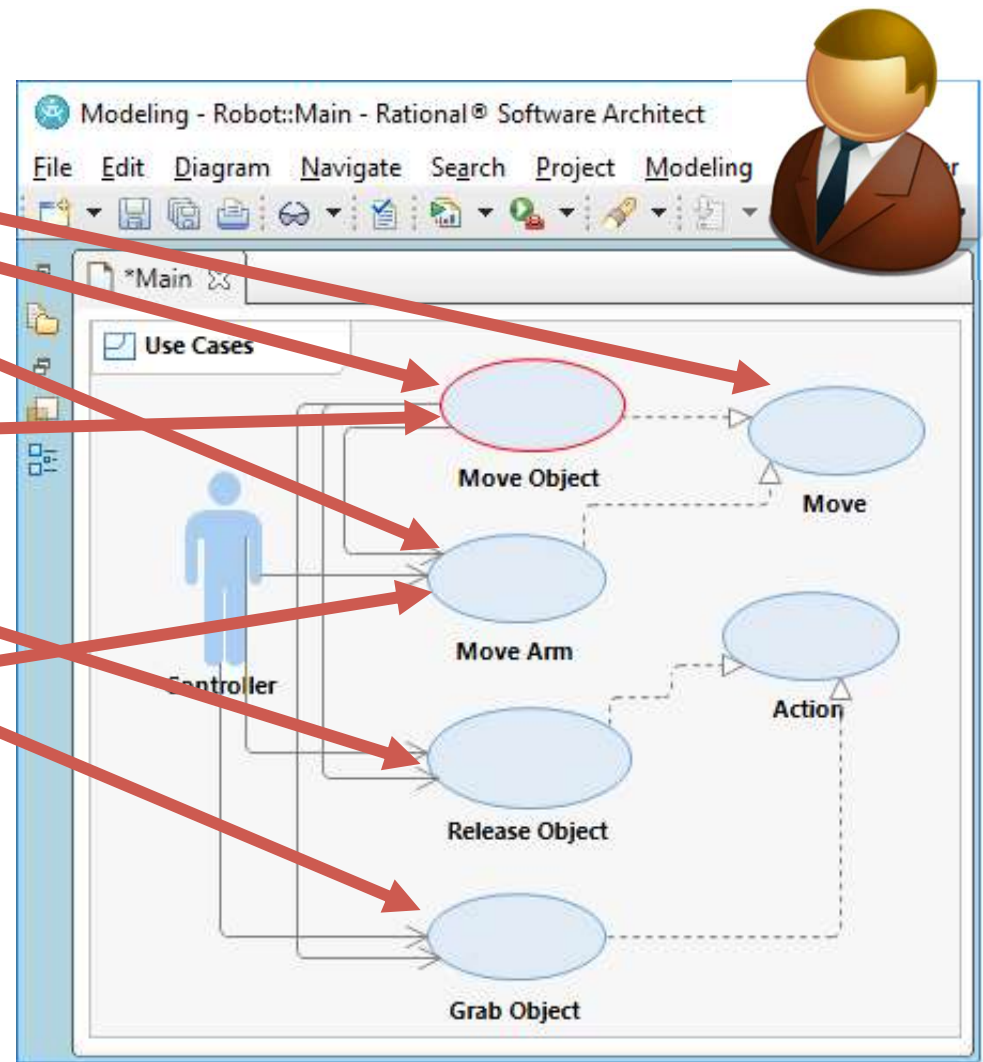 Modeling - Robot::Main - Rational® Software Architect
File Edit Diagram Navigate Search Project Modeling
*Main
Use Cases
Move Object
Move
Controller
Move Arm
Action
Release Object
Grab Object